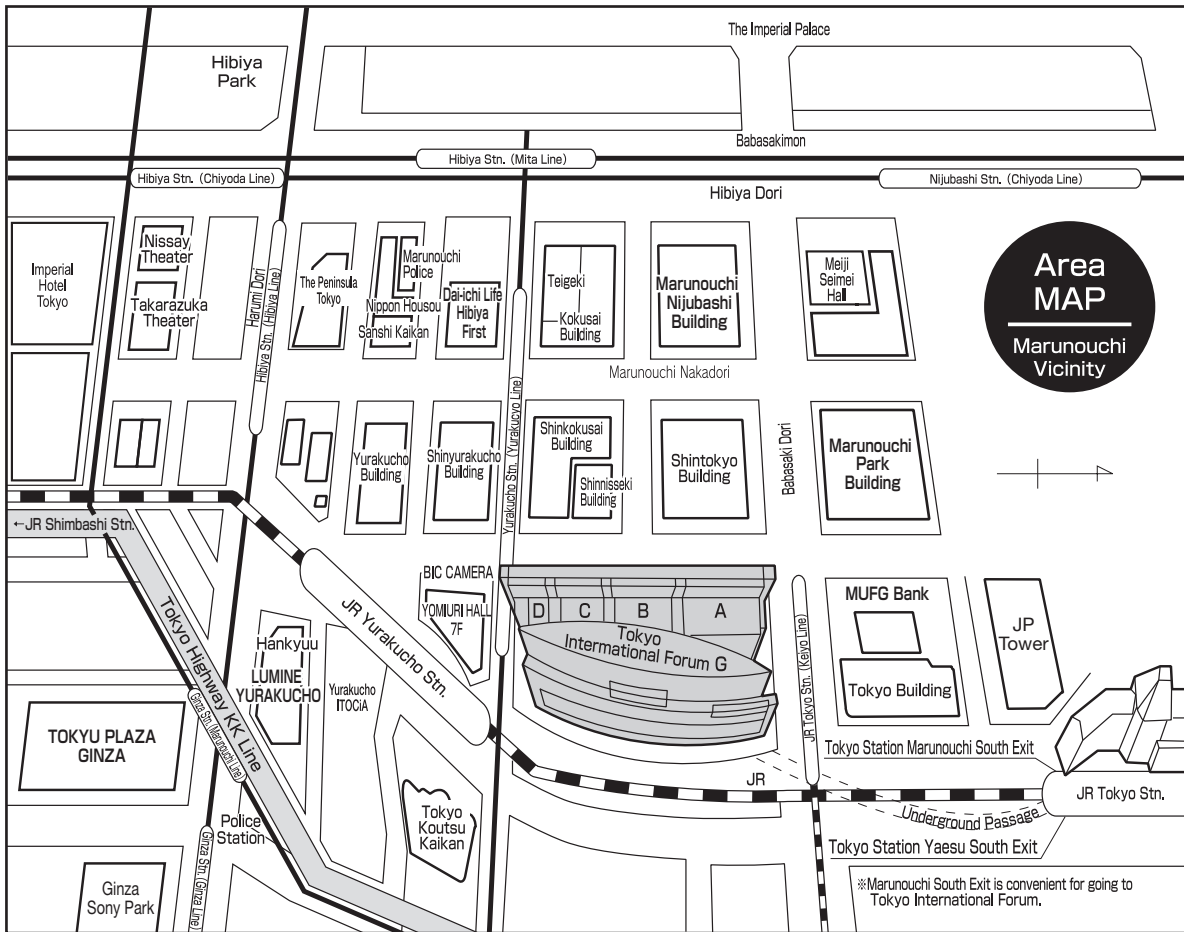 The Imperial Palace
Hibiya
Park
Babasakimon
Hibiya Stn. (Mita Line)
Hibiya Stn. (Chiyoda Line)
Nijubashi Stn. (Chiyoda Line)
Hibiya Dori
Imperial
Hotel
Tokyo
Nissay
Theater
Takarazuka
Theater
Harumi Dori
Hibiya Stn. (Hibiya Line)
The Peninsula
Tokyo
Marunouchi
Police
Nippon Housou
Sanshi Kaikan
Dai-ichi Life
Hibiya
First
Teigeki
Kokusai
Building
Marunouchi
Nijubashi
Building
Meiji
Seimei
Hall
Area
MAP
Marunouchi
Vicinity
Marunouchi Nakadori
Yurakucho
Building
Shinyurakucho
Building
Yurakucho Stn. (Yurakucyo Line)
Shinkokusai
Building
Shinnisseki
Building
Shintokyo
Building
Babasaki Dori
Marunouchi
Park
Building
←JR Shimbashi Stn.
Tokyo Highway KK Line
JR Yurakucho Stn.
BIC CAMERA
YOMIURI HALL
7F
D
C
B
A
Tokyo
International Forum G
JR Tokyo Stn. (Keiyo Line)
MUFG Bank
Tokyo Building
JP
Tower
Hankyuu
LUMINE
YURAKUCHO
Yurakucho
ITOCiA
TOKYU PLAZA
GINZA
Ginza Stn. (Marunouchi Line)
Tokyo Station Marunouchi South Exit
JR
JR Tokyo Stn.
Underground Passage
Tokyo Station Yaesu South Exit
Police
Station
Ginza Stn. (Ginza Line)
Tokyo
Koutsu
Kaikan
Ginza
Sony Park
※Marunouchi South Exit is convenient for going to
Tokyo International Forum.